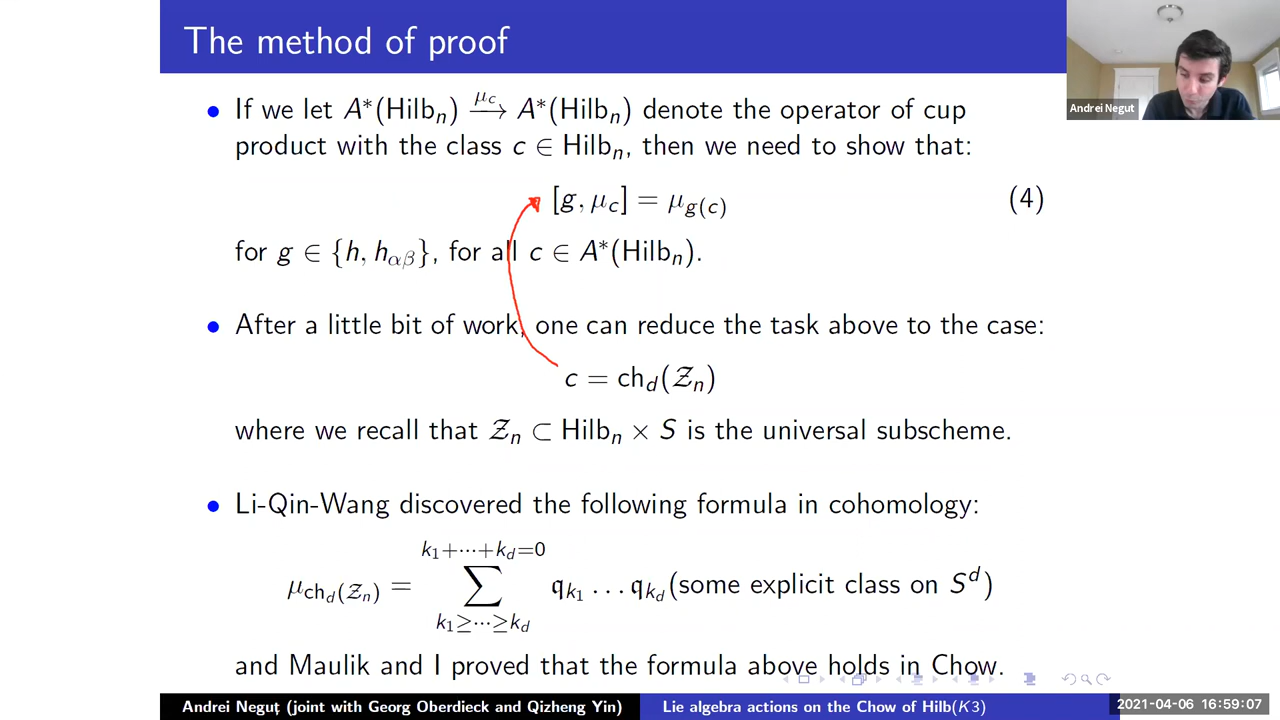 The method of proof
Andrei Negut
• If we let A*(Hilbₙ) —μ_c→ A*(Hilbₙ) denote the operator of cup
product with the class c ∈ Hilbₙ, then we need to show that:
[g, μ_c] = μ_{g(c)} (4)
for g ∈ {h, h_{αβ}}, for all c ∈ A*(Hilbₙ).
• After a little bit of work, one can reduce the task above to the case:
c = ch_d(𝒵ₙ)
where we recall that 𝒵ₙ ⊂ Hilbₙ × S is the universal subscheme.
• Li-Qin-Wang discovered the following formula in cohomology:
k₁+···+k_d=0
μ_{ch_d(𝒵ₙ)} = ∑ 𝔮_{k₁} … 𝔮_{k_d}(some explicit class on S^d)
k₁≥···≥k_d
and Maulik and I proved that the formula above holds in Chow.
Andrei Neguț (joint with Georg Oberdieck and Qizheng Yin) Lie algebra actions on the Chow of Hilb(K3) 2021-04-06 16:59:07